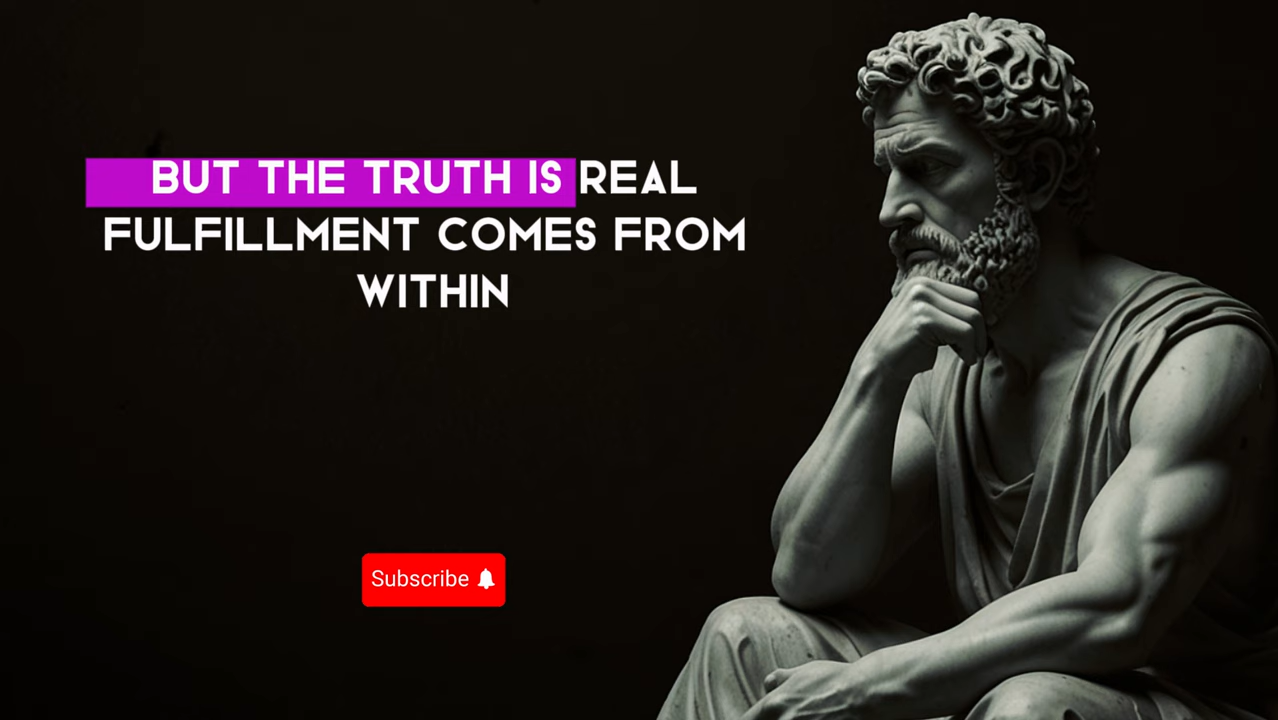 BUT THE TRUTH IS REAL
FULFILLMENT COMES FROM
WITHIN
Subscribe